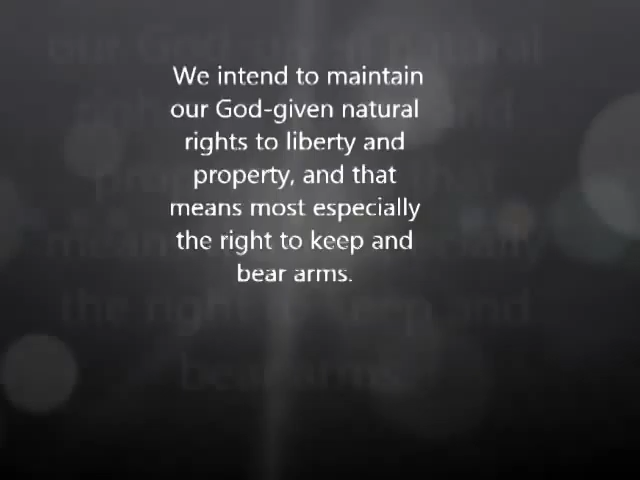 We intend to maintain
our God-given natural
rights to liberty and
property, and that
means most especially
the right to keep and
bear arms.